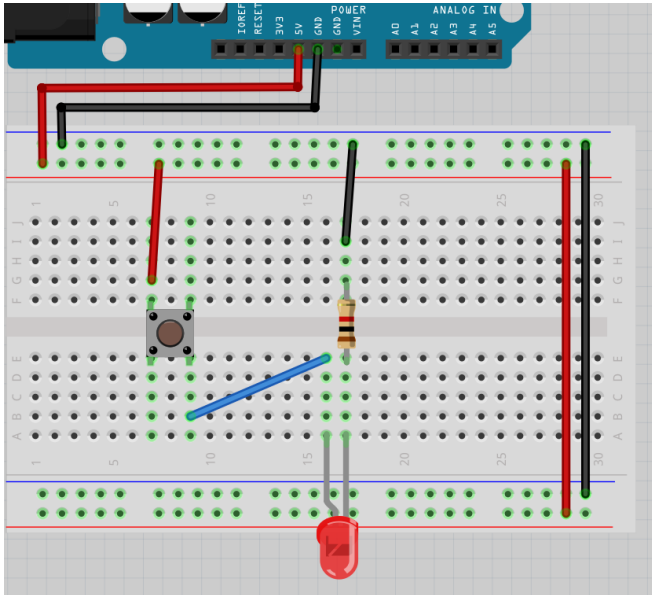 POWER
ANALOG IN
IOREF
RESET
3V3
5V
GND
GND
VIN
A0
A1
A2
A3
A4
A5
1 5 10 15 20 25 30
J J
I I
H H
G G
F F
E E
D D
C C
B B
A A
1 5 10 15 20 25 30